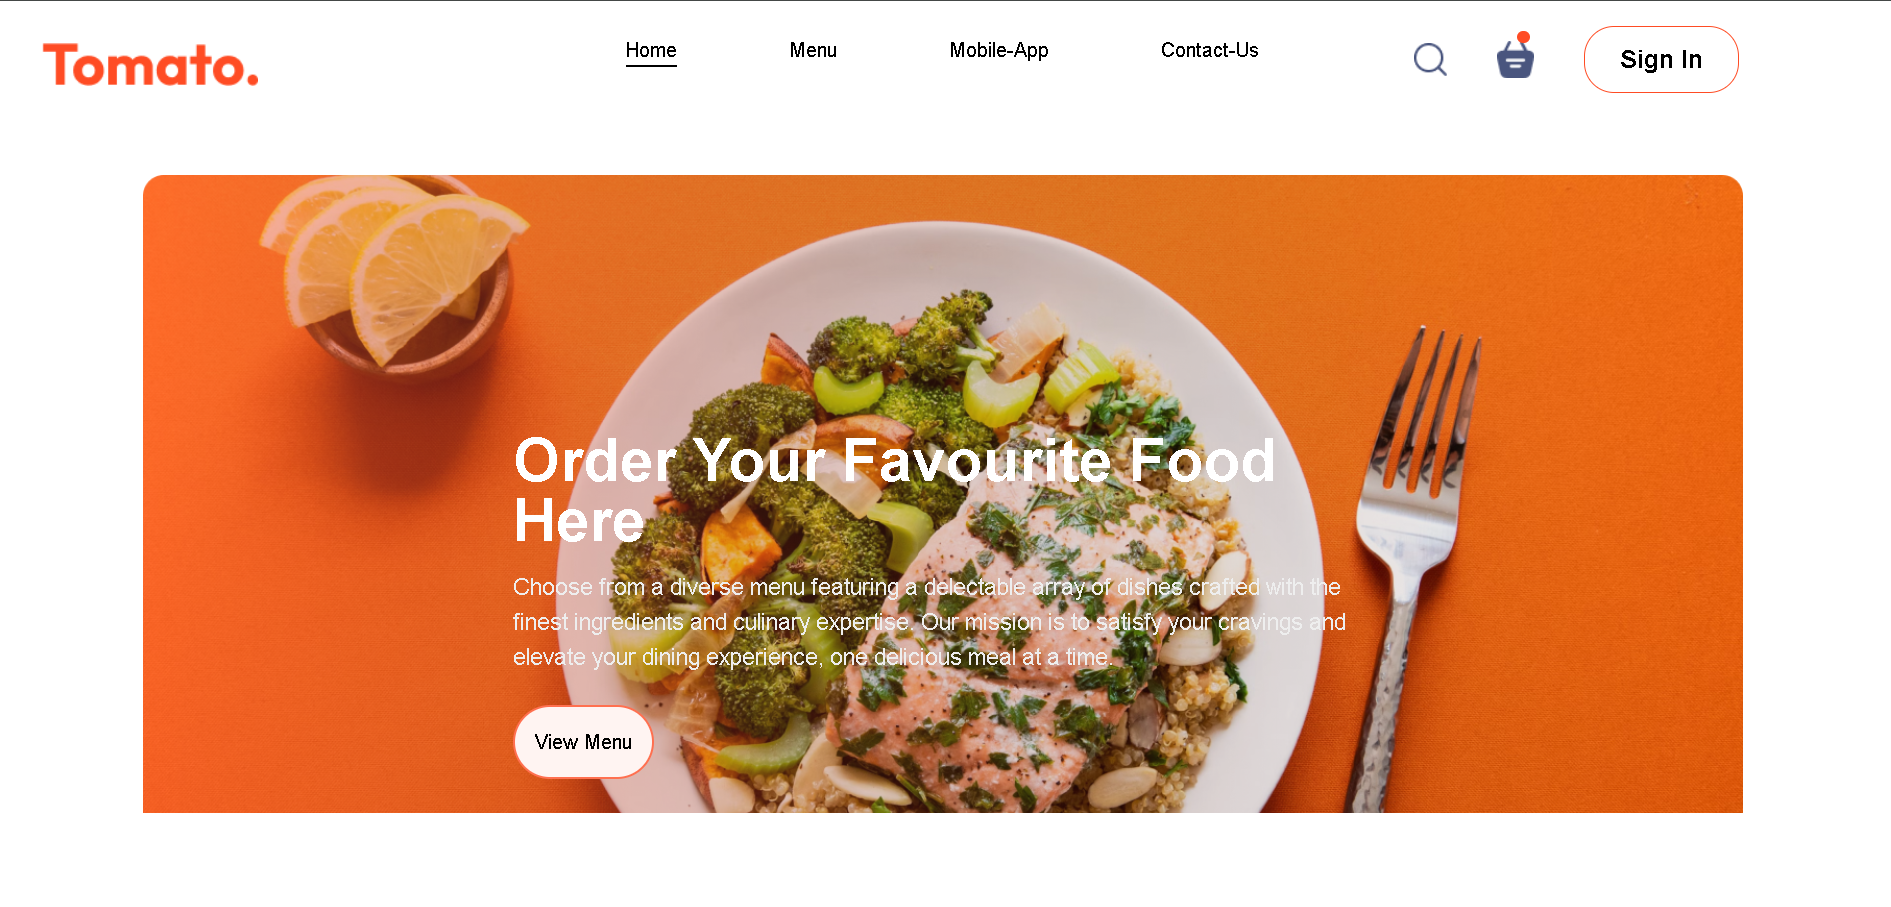 Tomato.
Home
Menu
Mobile-App
Contact-Us
Sign In
Order Your Favourite Food
Here
Choose from a diverse menu featuring a delectable array of dishes crafted with the
finest ingredients and culinary expertise. Our mission is to satisfy your cravings and
elevate your dining experience, one delicious meal at a time.
View Menu